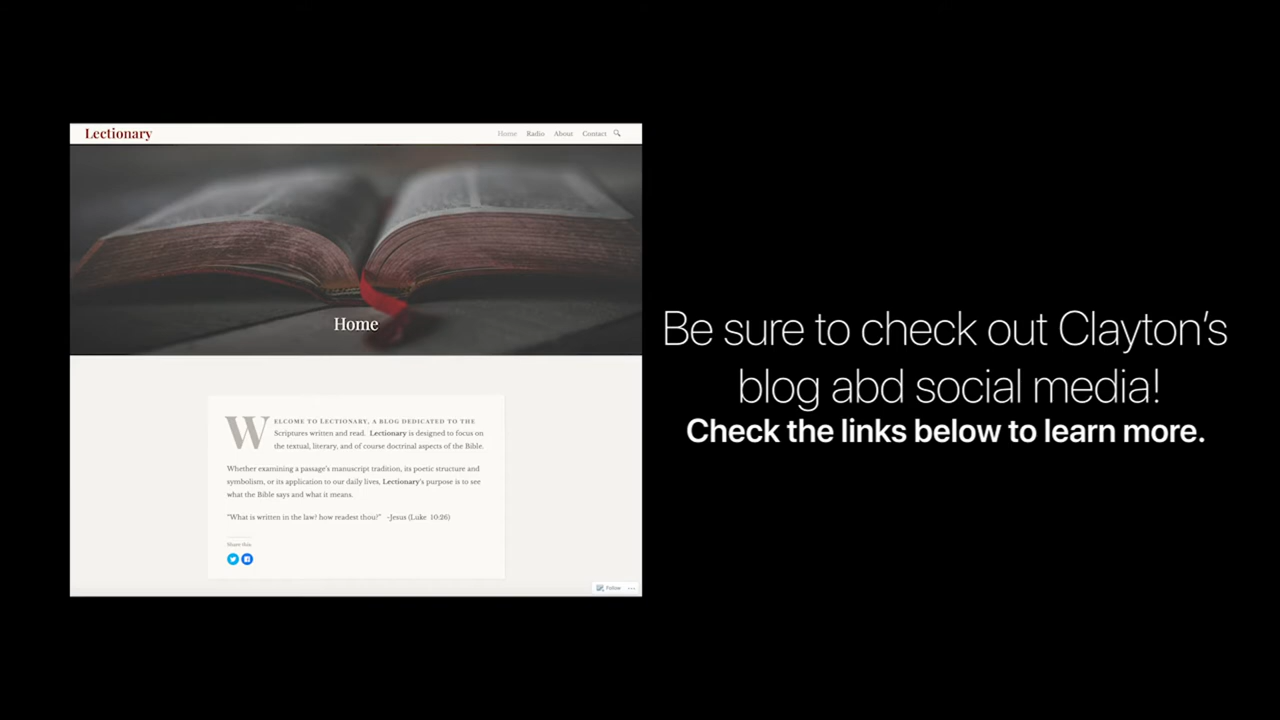 Lectionary
Home Radio About Contact
Home
WELCOME TO LECTIONARY, A BLOG DEDICATED TO THE
Scriptures written and read. Lectionary is designed to focus on
the textual, literary, and of course doctrinal aspects of the Bible.
Whether examining a passage's manuscript tradition, its poetic structure and
symbolism, or its application to our daily lives, Lectionary's purpose is to see
what the Bible says and what it means.
"What is written in the law? how readest thou?" ~Jesus (Luke 10:26)
Share this
Follow ...
Be sure to check out Clayton's
blog abd social media!
Check the links below to learn more.